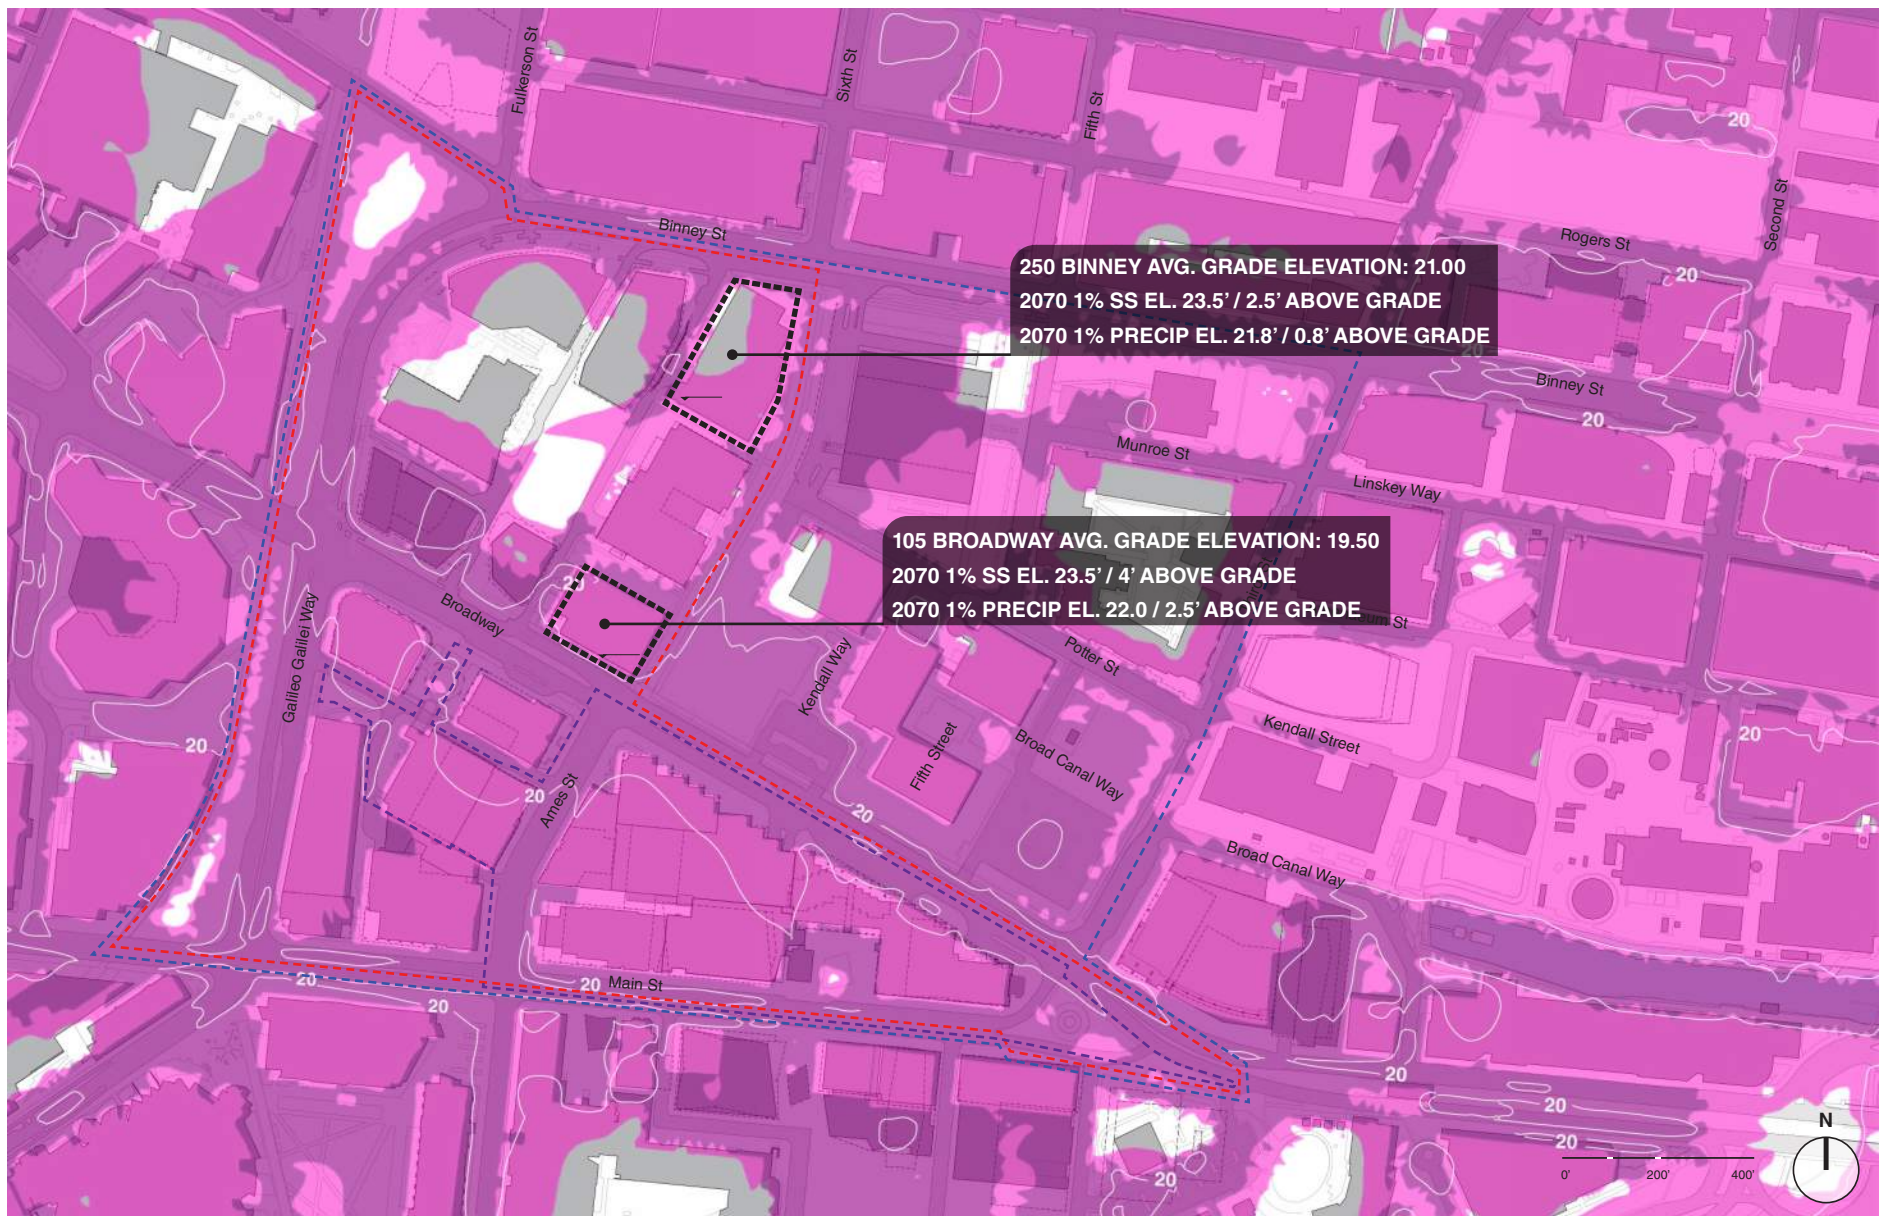 Fulkerson St
Sixth St
Fifth St
Second St
20
Binney St
Rogers St
20
250 BINNEY AVG. GRADE ELEVATION: 21.00
2070 1% SS EL. 23.5’ / 2.5’ ABOVE GRADE
2070 1% PRECIP EL. 21.8’ / 0.8’ ABOVE GRADE
20
Binney St
20
Munroe St
Linskey Way
105 BROADWAY AVG. GRADE ELEVATION: 19.50
2070 1% SS EL. 23.5’ / 4’ ABOVE GRADE
2070 1% PRECIP EL. 22.0 / 2.5’ ABOVE GRADE
20
Broadway
Galileo Galilei Way
Kendall Way
Potter St
20
Kendall Street
20
Fifth Street
Broad Canal Way
20
Ames St
20
Broad Canal Way
20
20
Main St
20
20
20
20
20
N
0’
200’
400’